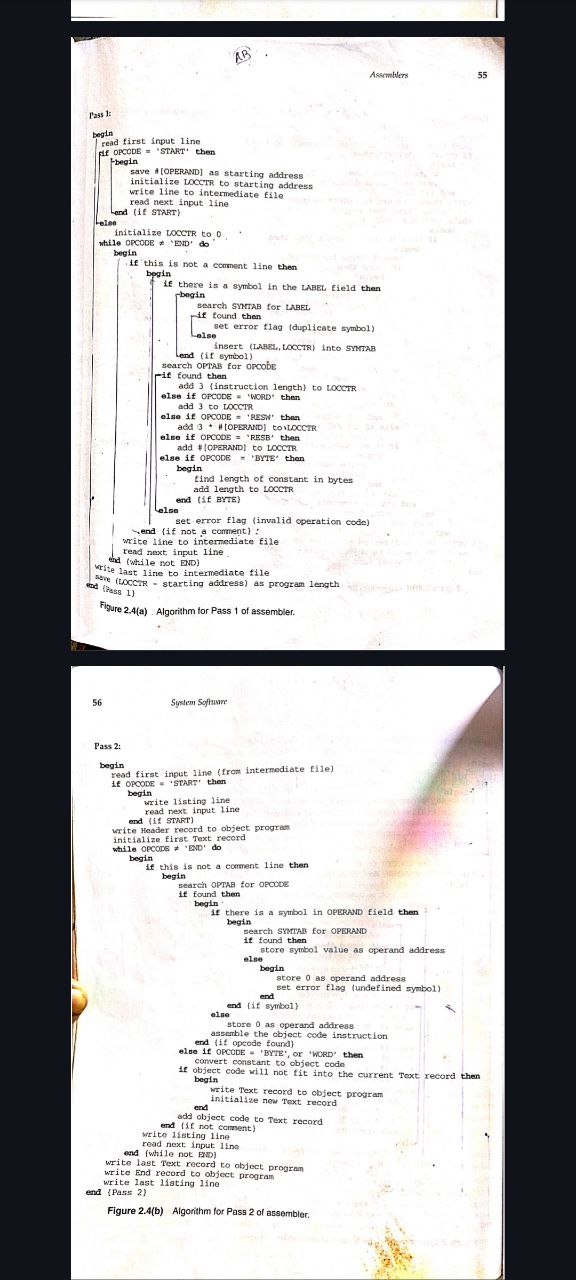 AB
Assemblers 55
Pass 1:
begin
read first input line
if OPCODE = 'START' then
begin
save #[OPERAND] as starting address
initialize LOCCTR to starting address
write line to intermediate file
read next input line
end {if START}
else
initialize LOCCTR to 0
while OPCODE ≠ 'END' do
begin
if this is not a comment line then
begin
if there is a symbol in the LABEL field then
begin
search SYMTAB for LABEL
if found then
set error flag (duplicate symbol)
else
insert (LABEL,LOCCTR) into SYMTAB
end {if symbol}
search OPTAB for OPCODE
if found then
add 3 {instruction length} to LOCCTR
else if OPCODE = 'WORD' then
add 3 to LOCCTR
else if OPCODE = 'RESW' then
add 3 * #[OPERAND] to LOCCTR
else if OPCODE = 'RESB' then
add #[OPERAND] to LOCCTR
else if OPCODE = 'BYTE' then
begin
find length of constant in bytes
add length to LOCCTR
end {if BYTE}
else
set error flag (invalid operation code)
end {if not a comment}
write line to intermediate file
read next input line
end {while not END}
write last line to intermediate file
save (LOCCTR - starting address) as program length
end {Pass 1}
Figure 2.4(a) Algorithm for Pass 1 of assembler.
56 System Software
Pass 2:
begin
read first input line (from intermediate file)
if OPCODE = 'START' then
begin
write listing line
read next input line
end {if START}
write Header record to object program
initialize first Text record
while OPCODE ≠ 'END' do
begin
if this is not a comment line then
begin
search OPTAB for OPCODE
if found then
begin
if there is a symbol in OPERAND field then
begin
search SYMTAB for OPERAND
if found then
store symbol value as operand address
else
begin
store 0 as operand address
set error flag (undefined symbol)
end
end {if symbol}
else
store 0 as operand address
assemble the object code instruction
end {if opcode found}
else if OPCODE = 'BYTE' or 'WORD' then
convert constant to object code
if object code will not fit into the current Text record then
begin
write Text record to object program
initialize new Text record
end
add object code to Text record
end {if not comment}
write listing line
read next input line
end {while not END}
write last Text record to object program
write End record to object program
write last listing line
end {Pass 2}
Figure 2.4(b) Algorithm for Pass 2 of assembler.